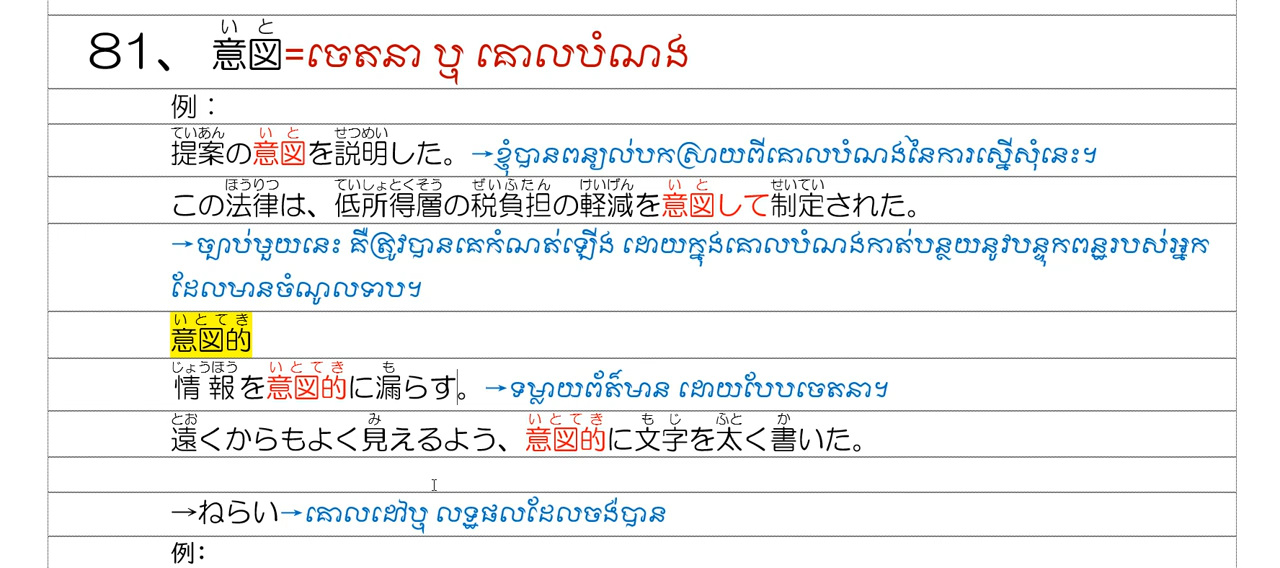 81、意図=ចេតនា ឬ គោលបំណង
例：
提案の意図を説明した。→ខ្ញុំបានពន្យល់បកស្រាយពីគោលបំណងនៃការស្នើសុំនេះ។
この法律は、低所得層の税負担の軽減を意図して制定された。
→ច្បាប់មួយនេះ គឺត្រូវបានគេកំណត់ឡើង ដោយក្នុងគោលបំណងកាត់បន្ថយនូវបន្ទុកពន្ធរបស់អ្នក
ដែលមានចំណូលទាប។
意図的
情報を意図的に漏らす。→ទម្លាយព័ត៌មាន ដោយបែបចេតនា។
遠くからもよく見えるよう、意図的に文字を太く書いた。
→ねらい→គោលដៅឬ លទ្ធផលដែលចង់បាន
例：